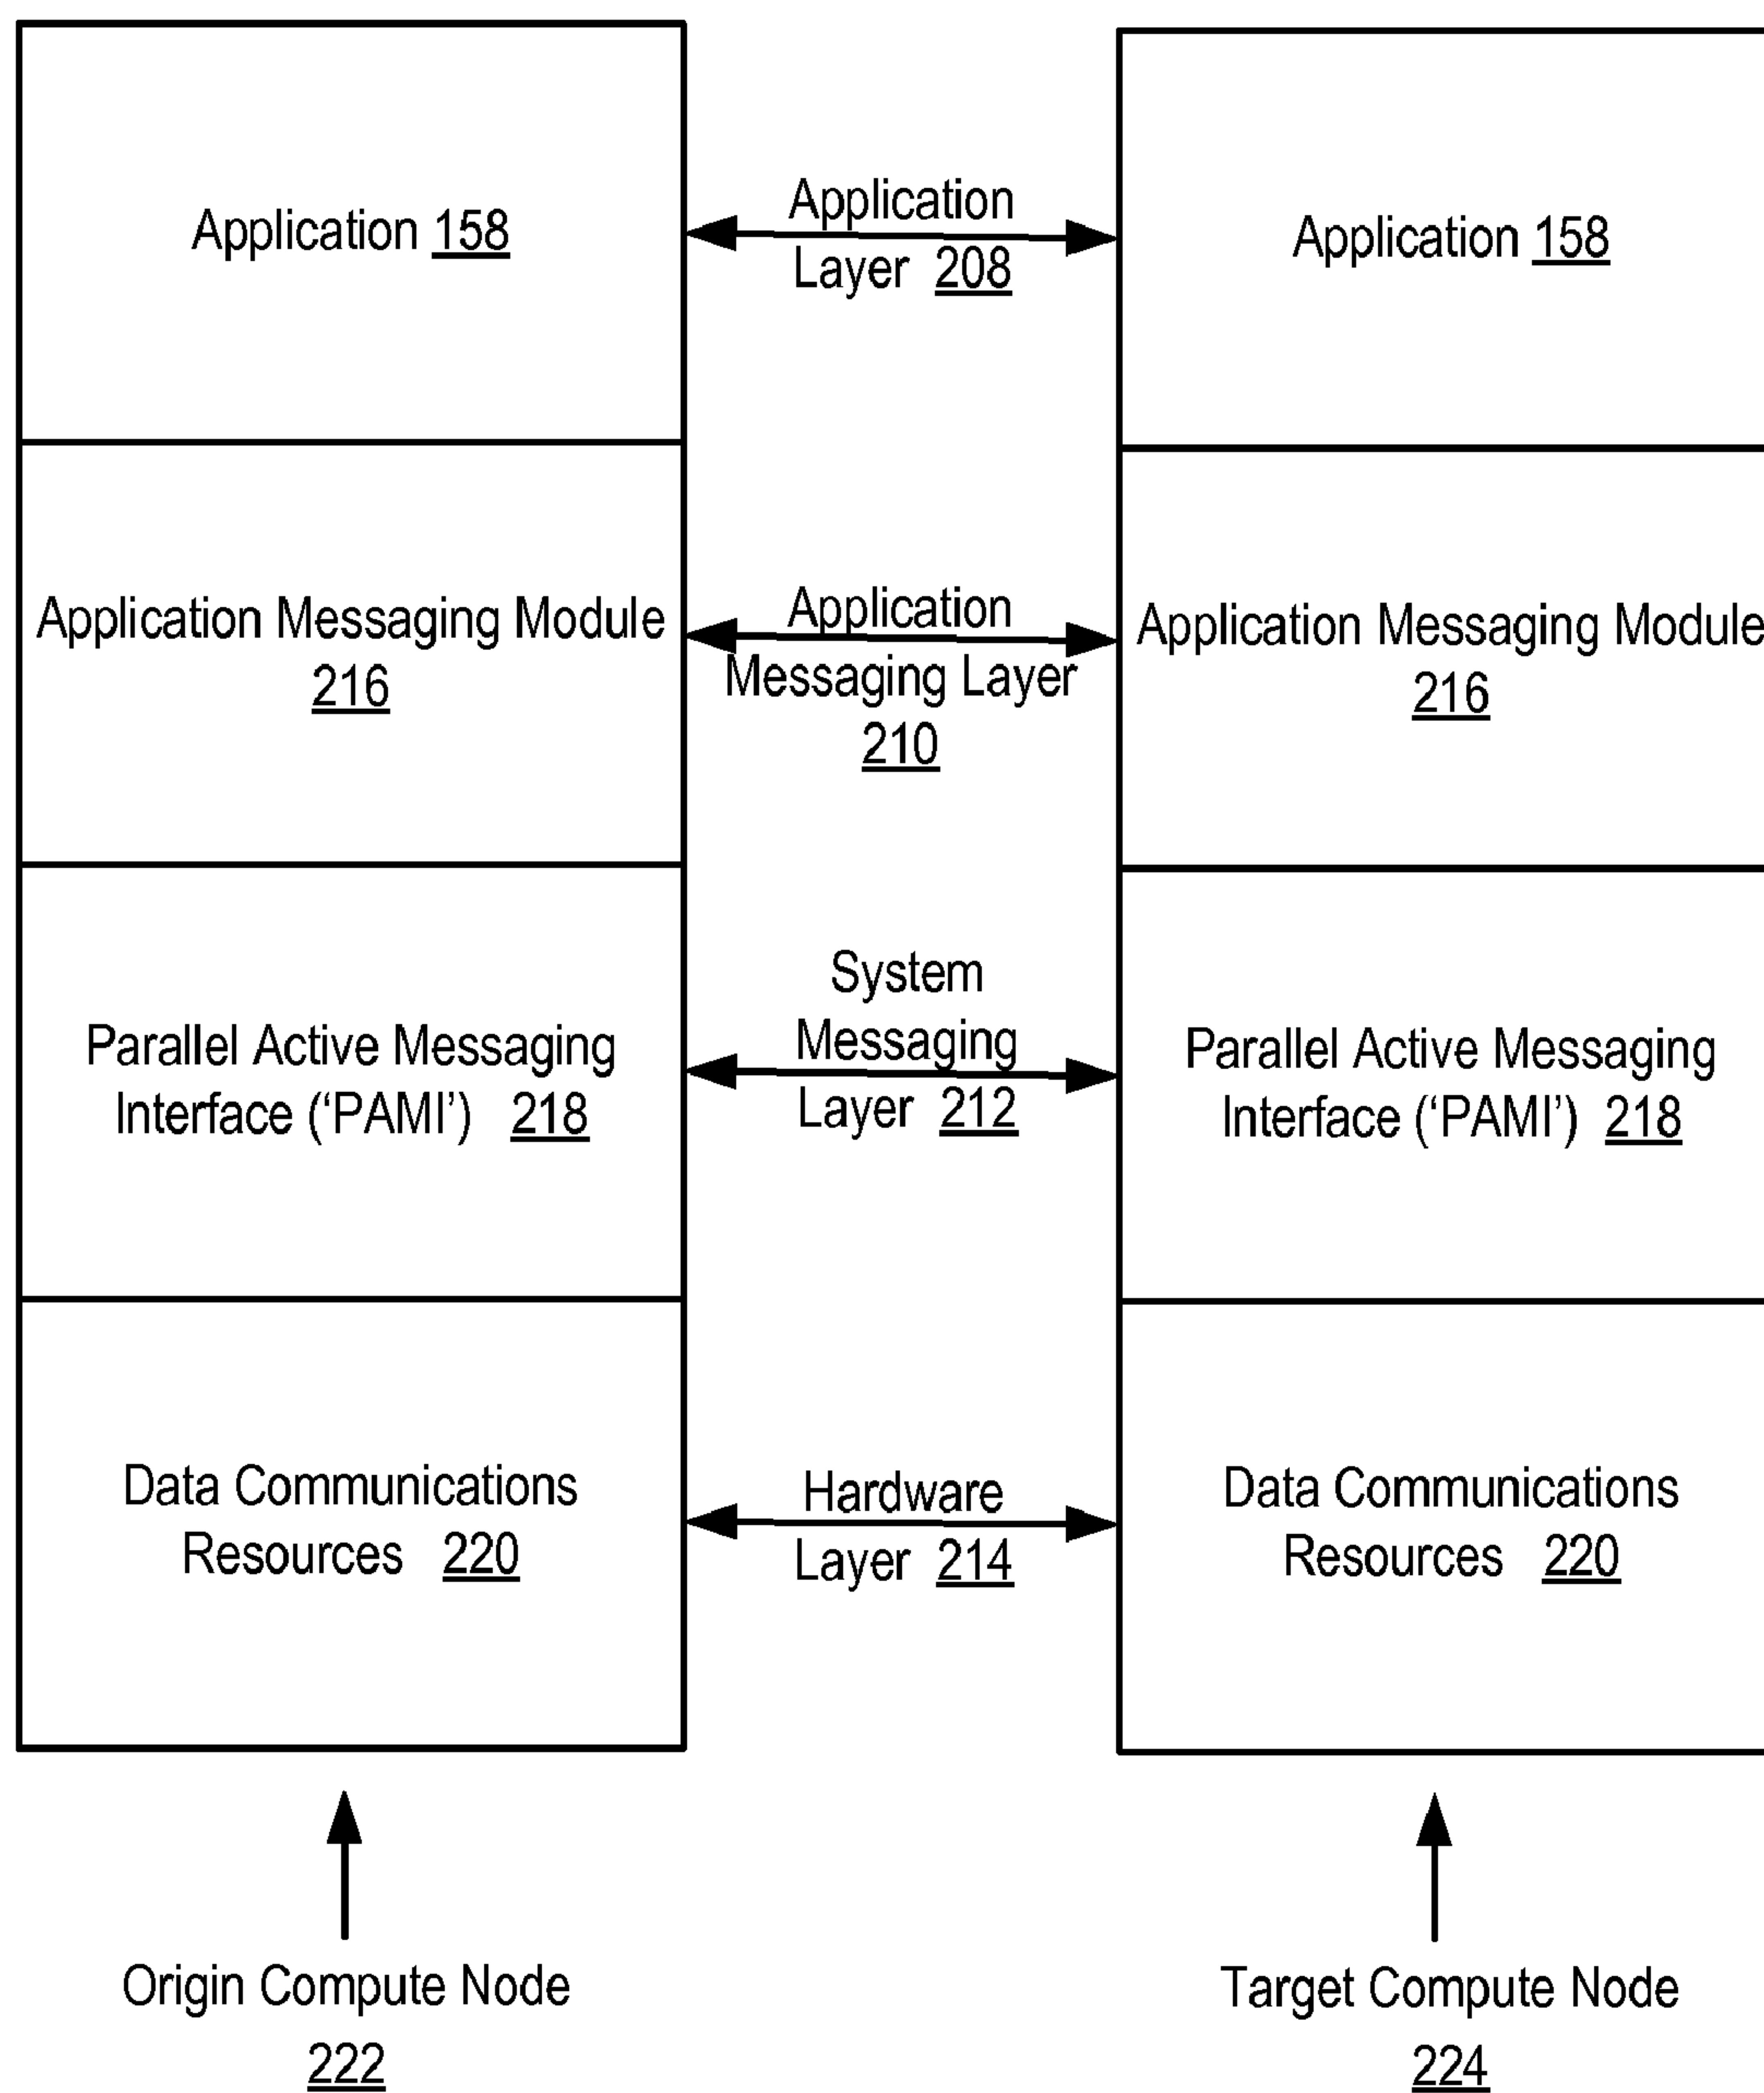 Application 158
Application
Layer 208
Application 158
Application Messaging Module
216
Application
Messaging Layer
210
Application Messaging Module
216
Parallel Active Messaging
Interface (‘PAMI’) 218
System
Messaging
Layer 212
Parallel Active Messaging
Interface (‘PAMI’) 218
Data Communications
Resources 220
Hardware
Layer 214
Data Communications
Resources 220
Origin Compute Node
222
Target Compute Node
224